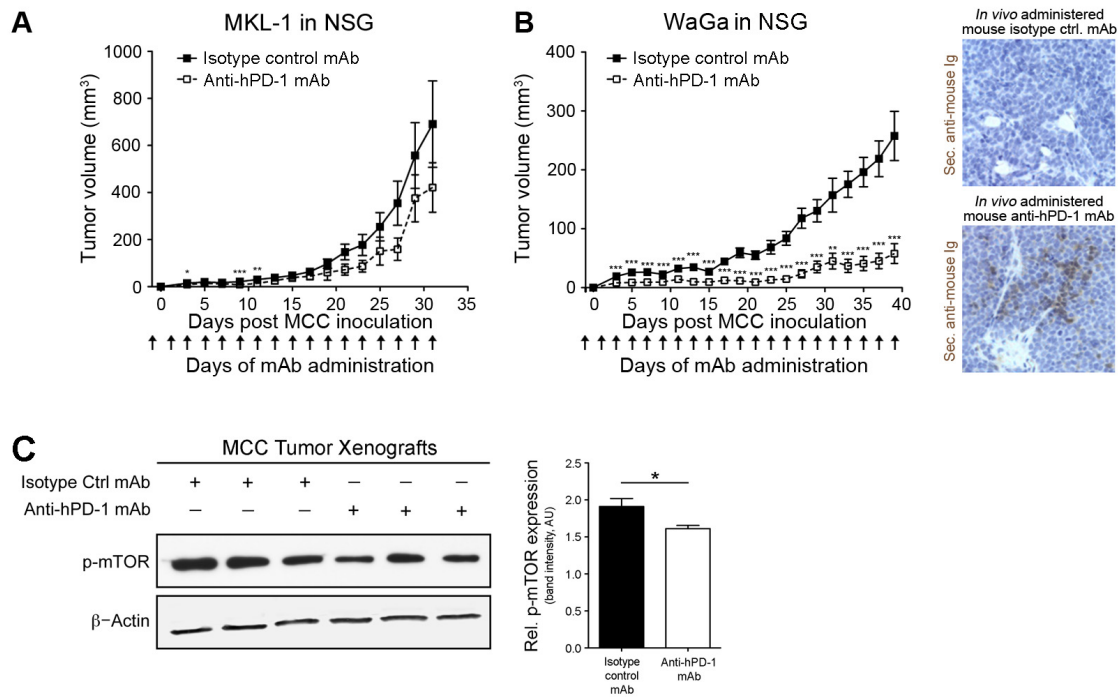 A
MKL-1 in NSG
Isotype control mAb
Anti-hPD-1 mAb
Tumor volume (mm³)
1000
800
600
400
200
0
* *** **
0 5 10 15 20 25 30 35
Days post MCC inoculation
Days of mAb administration
B
WaGa in NSG
Isotype control mAb
Anti-hPD-1 mAb
Tumor volume (mm³)
400
300
200
100
0
*** *** *** *** *** *** *** *** *** *** *** *** *** *** ** *** *** *** ***
0 5 10 15 20 25 30 35 40
Days post MCC inoculation
Days of mAb administration
In vivo administered
mouse isotype ctrl. mAb
Sec. anti-mouse Ig
In vivo administered
mouse anti-hPD-1 mAb
Sec. anti-mouse Ig
C
MCC Tumor Xenografts
Isotype Ctrl mAb + + + − − −
Anti-hPD-1 mAb − − − + + +
p-mTOR
β−Actin
Rel. p-mTOR expression
(band intensity, AU)
2.5
2.0
1.5
1.0
0.5
0.0
*
Isotype
control
mAb
Anti-hPD-1
mAb